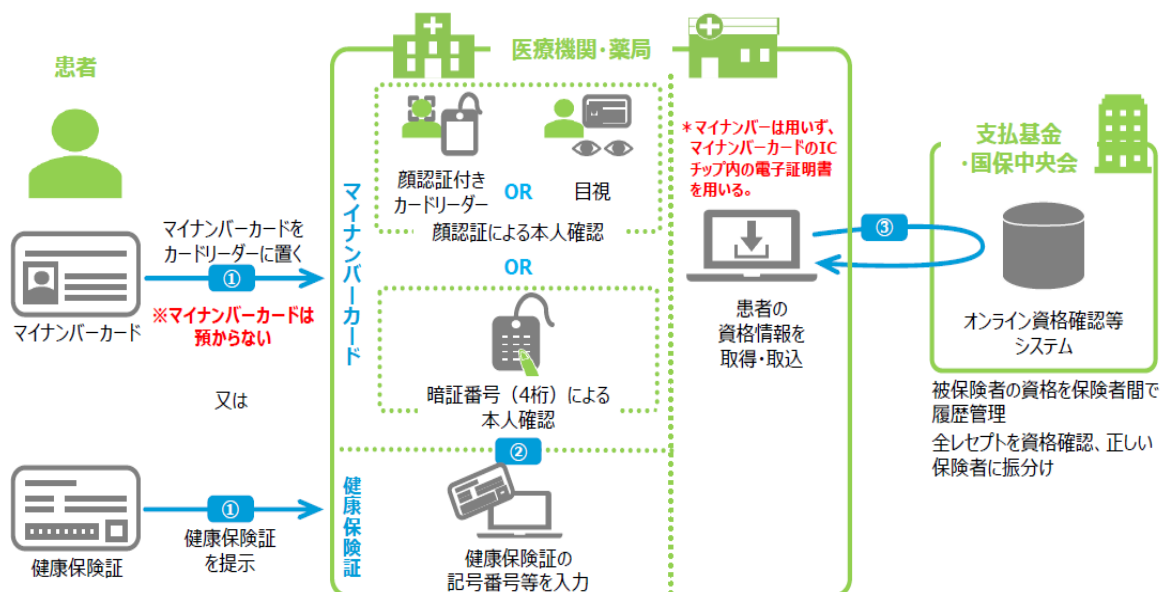 患者
マイナンバーカード
マイナンバーカードを
カードリーダーに置く
①
※マイナンバーカードは
預からない
又は
健康保険証
①
健康保険証
を提示
医療機関・薬局
マイナンバーカード
顔認証付き
カードリーダー
OR
目視
顔認証による本人確認
OR
暗証番号（4桁）による
本人確認
②
健康保険証
健康保険証の
記号番号等を入力
＊マイナンバーは用いず、
マイナンバーカードのIC
チップ内の電子証明書
を用いる。
患者の
資格情報を
取得・取込
③
支払基金
・国保中央会
オンライン資格確認等
システム
被保険者の資格を保険者間で
履歴管理
全レセプトを資格確認、正しい
保険者に振分け